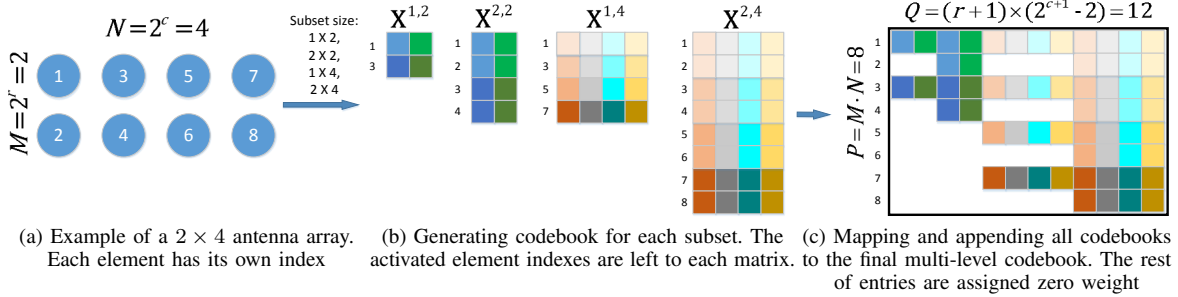 N=2^c=4
M=2^r=2
1 3 5 7
2 4 6 8
Subset size:
1 X 2,
2 X 2,
1 X 4,
2 X 4
X^{1,2}
1
3
X^{2,2}
1
2
3
4
X^{1,4}
1
3
5
7
X^{2,4}
1
2
3
4
5
6
7
8
Q=(r+1)×(2^{c+1}-2)=12
P=M·N=8
1
2
3
4
5
6
7
8
(a) Example of a 2 × 4 antenna array.
Each element has its own index
(b) Generating codebook for each subset. The
activated element indexes are left to each matrix.
(c) Mapping and appending all codebooks
to the final multi-level codebook. The rest
of entries are assigned zero weight